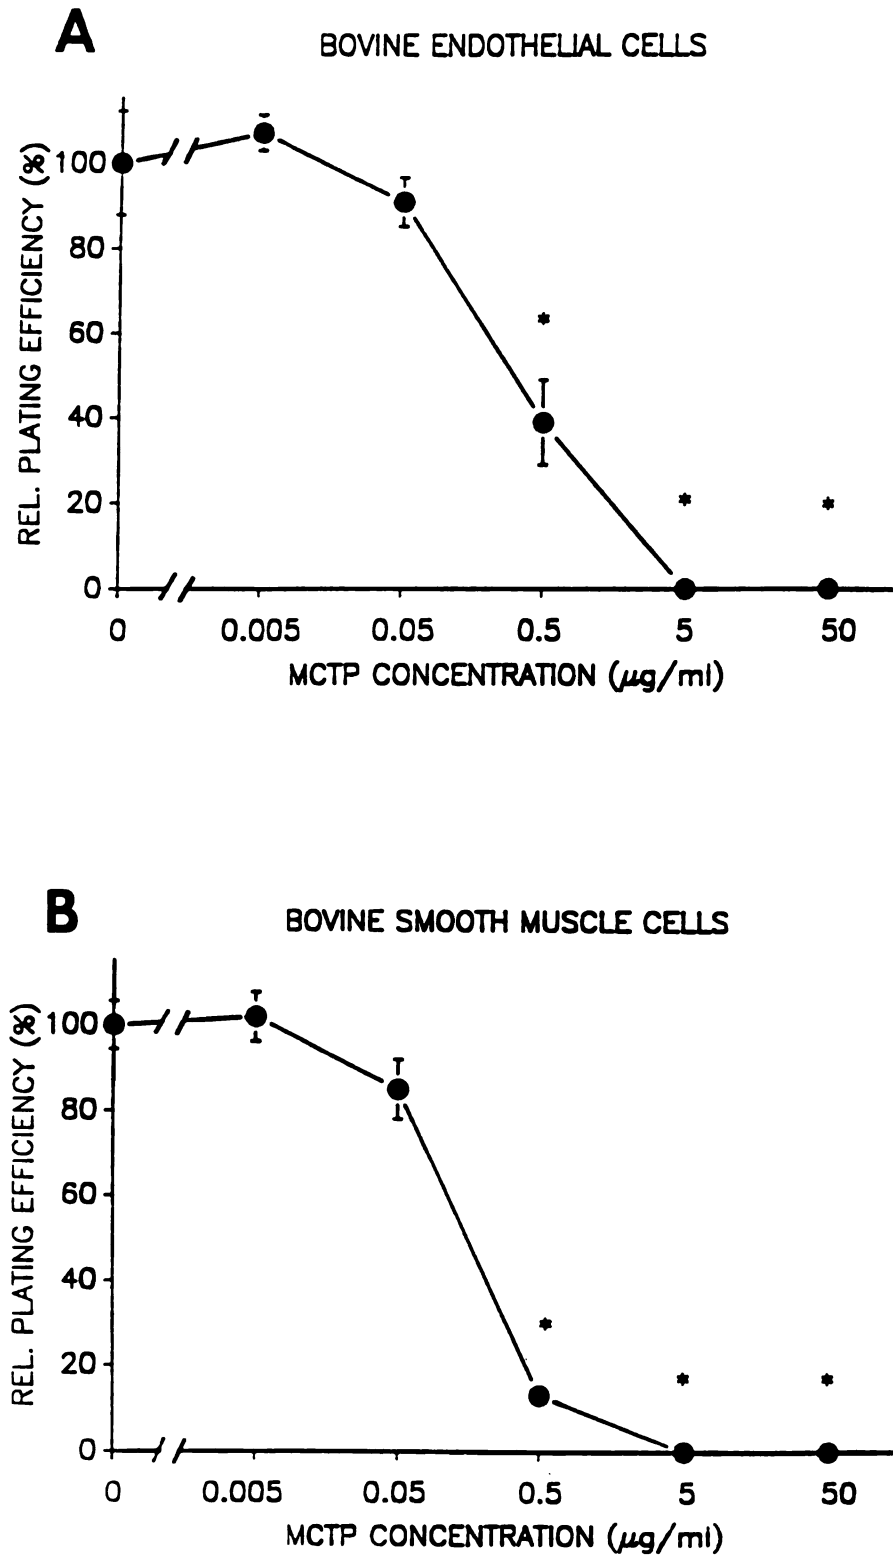 A
BOVINE ENDOTHELIAL CELLS
REL. PLATING EFFICIENCY (%)
100
80
60
40
20
0
*
*
*
0 0.005 0.05 0.5 5 50
MCTP CONCENTRATION (μg/ml)
B
BOVINE SMOOTH MUSCLE CELLS
REL. PLATING EFFICIENCY (%)
100
80
60
40
20
0
*
*
*
0 0.005 0.05 0.5 5 50
MCTP CONCENTRATION (μg/ml)